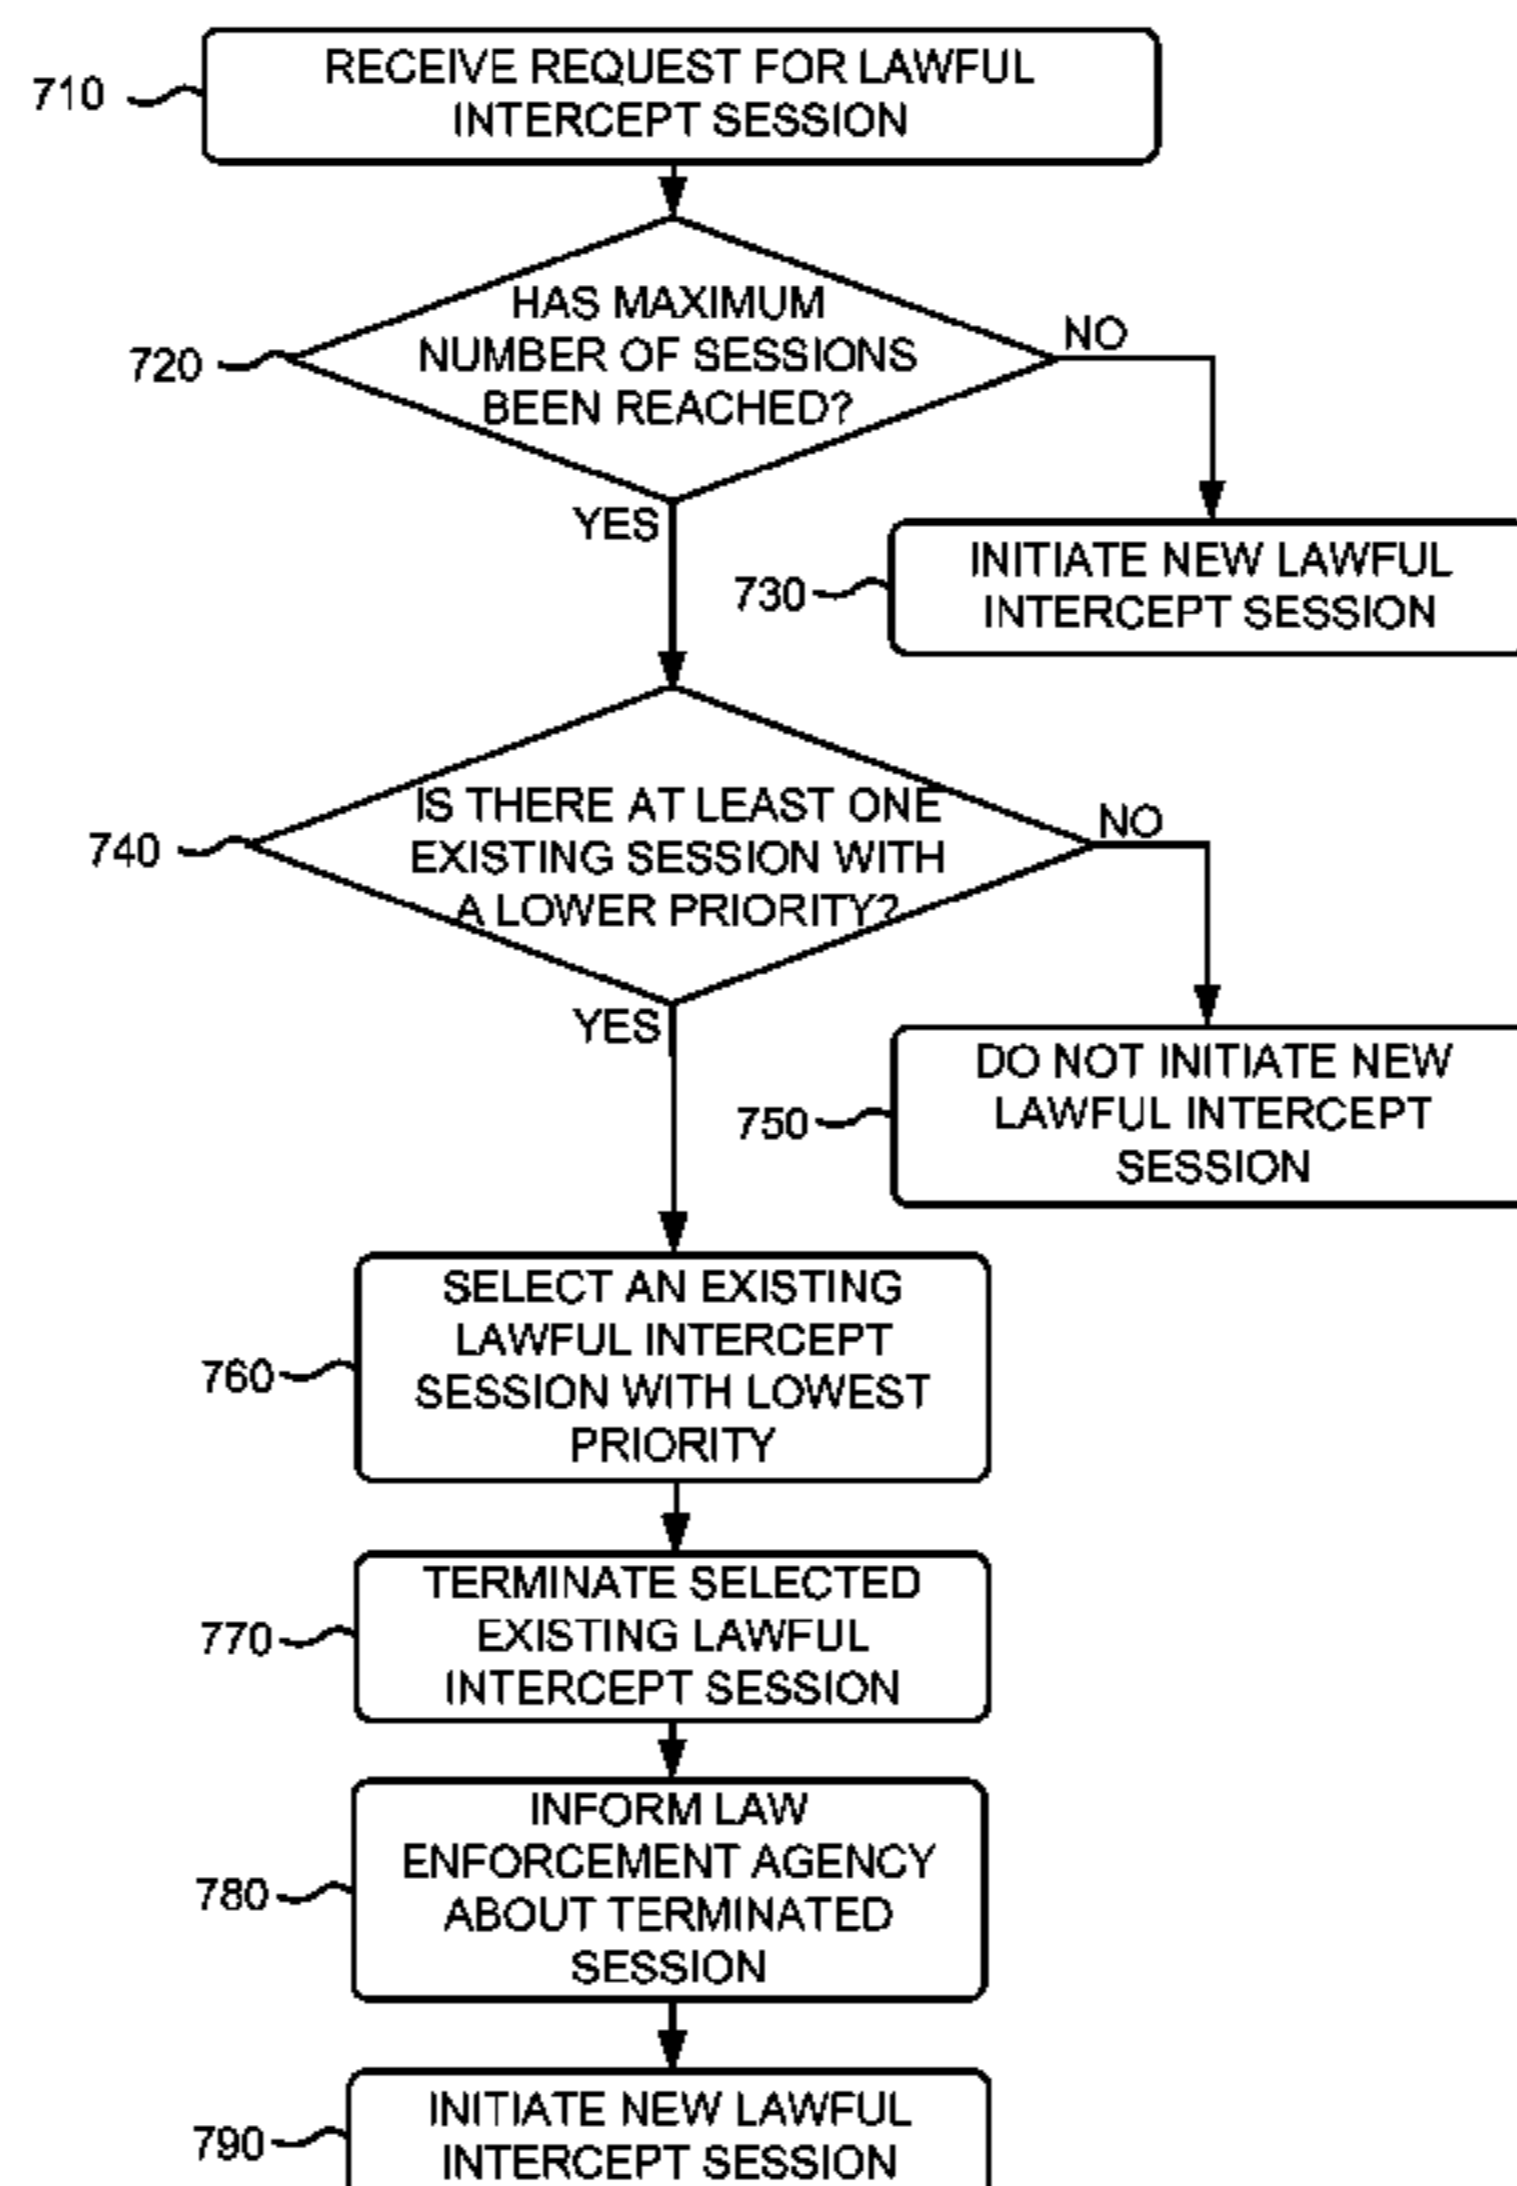 710
RECEIVE REQUEST FOR LAWFUL
INTERCEPT SESSION
720
HAS MAXIMUM
NUMBER OF SESSIONS
BEEN REACHED?
NO
YES
730
INITIATE NEW LAWFUL
INTERCEPT SESSION
740
IS THERE AT LEAST ONE
EXISTING SESSION WITH
A LOWER PRIORITY?
NO
YES
750
DO NOT INITIATE NEW
LAWFUL INTERCEPT
SESSION
760
SELECT AN EXISTING
LAWFUL INTERCEPT
SESSION WITH LOWEST
PRIORITY
770
TERMINATE SELECTED
EXISTING LAWFUL
INTERCEPT SESSION
780
INFORM LAW
ENFORCEMENT AGENCY
ABOUT TERMINATED
SESSION
790
INITIATE NEW LAWFUL
INTERCEPT SESSION